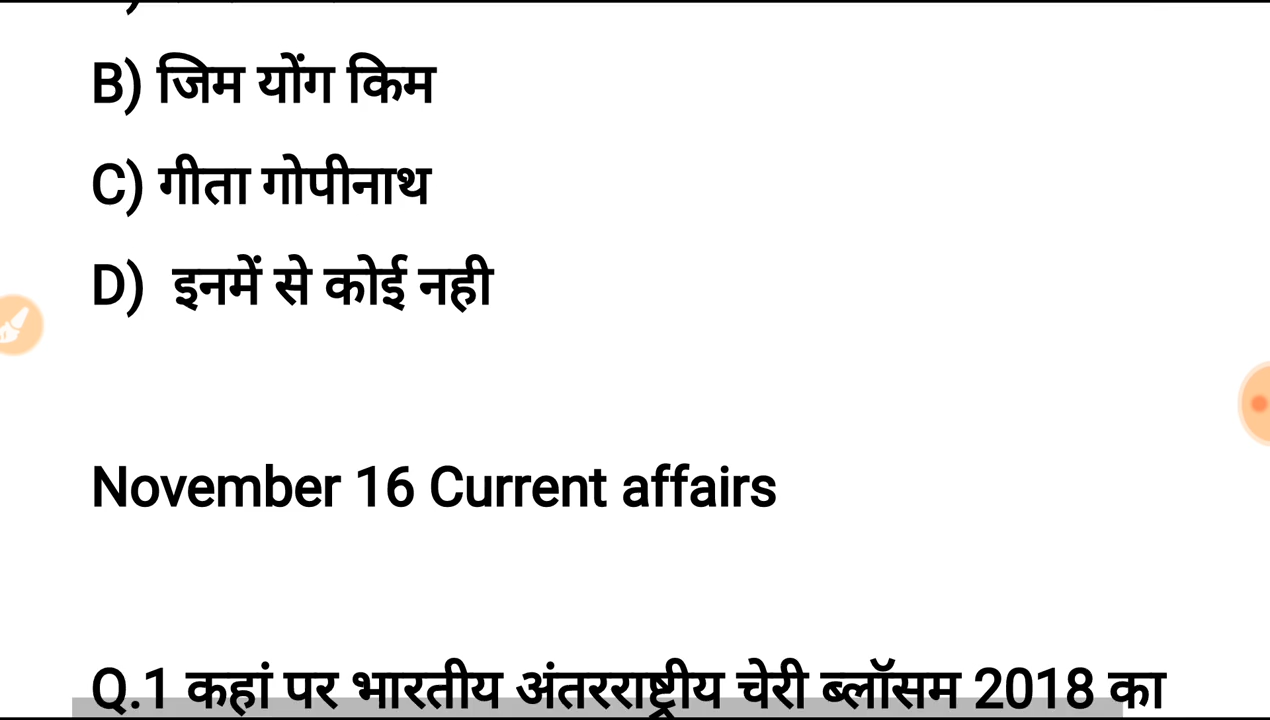 B) जिम योंग किम
C) गीता गोपीनाथ
D) इनमें से कोई नही
November 16 Current affairs
Q.1 कहां पर भारतीय अंतरराष्ट्रीय चेरी ब्लॉसम 2018 का